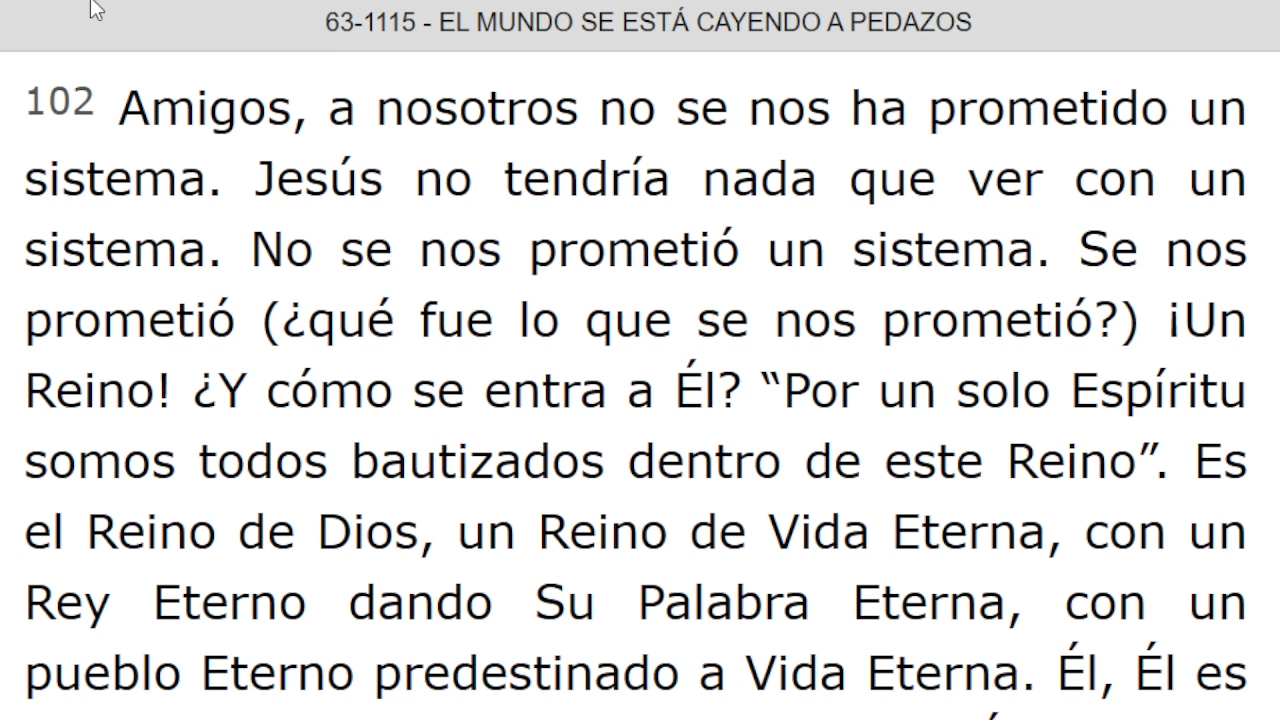 63-1115 - EL MUNDO SE ESTÁ CAYENDO A PEDAZOS
102 Amigos, a nosotros no se nos ha prometido un
sistema. Jesús no tendría nada que ver con un
sistema. No se nos prometió un sistema. Se nos
prometió (¿qué fue lo que se nos prometió?) ¡Un
Reino! ¿Y cómo se entra a Él? “Por un solo Espíritu
somos todos bautizados dentro de este Reino”. Es
el Reino de Dios, un Reino de Vida Eterna, con un
Rey Eterno dando Su Palabra Eterna, con un
pueblo Eterno predestinado a Vida Eterna. Él, Él es